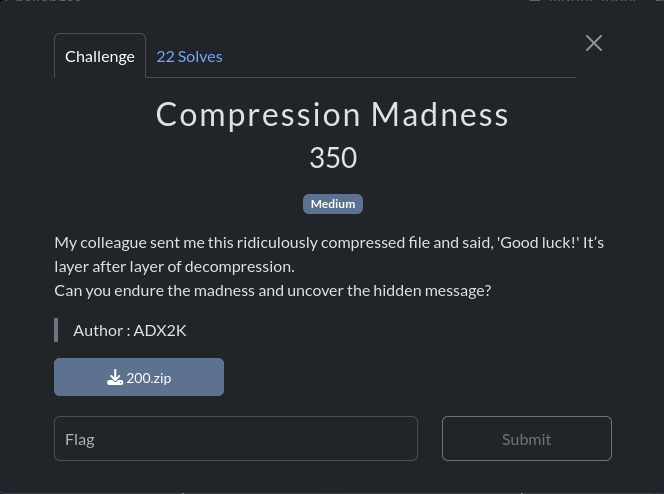 Challenge
22 Solves
Compression Madness
350
Medium
My colleague sent me this ridiculously compressed file and said, 'Good luck!' It’s
layer after layer of decompression.
Can you endure the madness and uncover the hidden message?
Author : ADX2K
200.zip
Flag
Submit